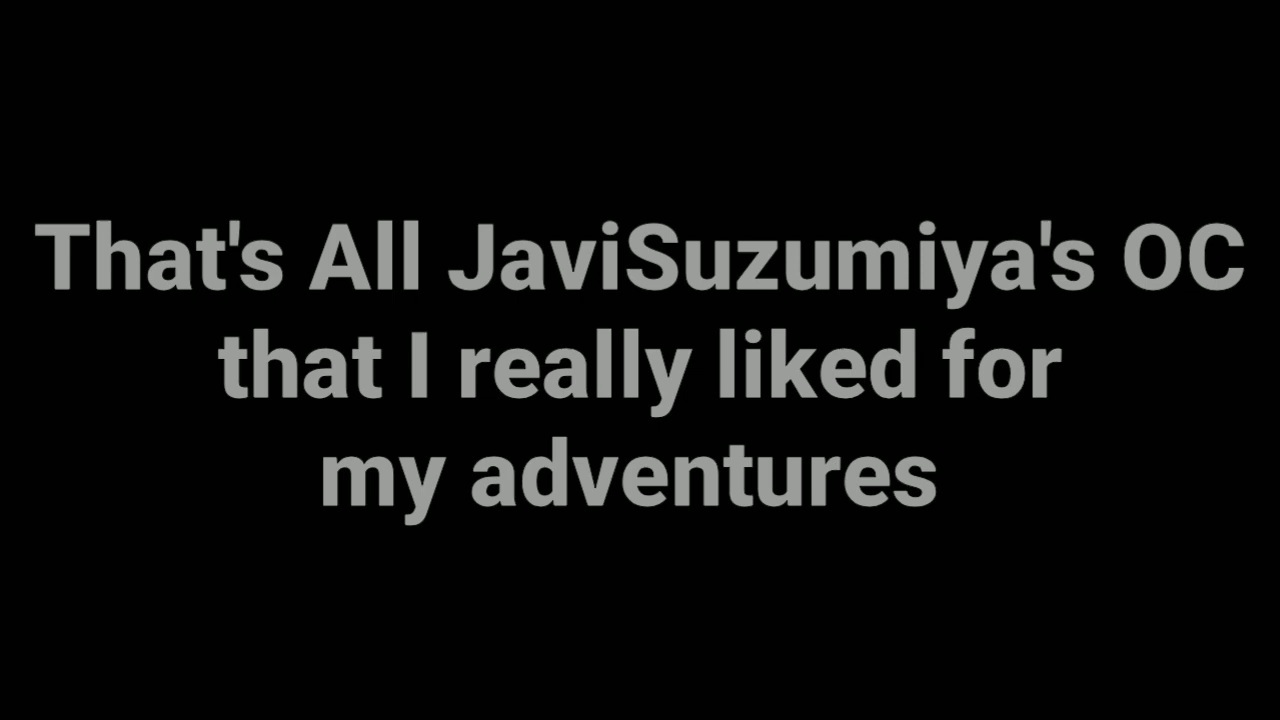 That's All JaviSuzumiya's OC
that I really liked for
my adventures